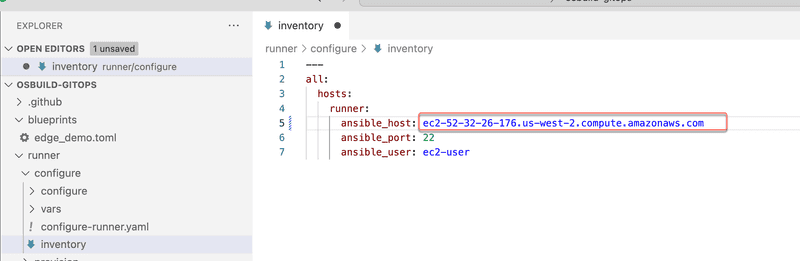 osbuild-gitops
EXPLORER
...
OPEN EDITORS 1 unsaved
inventory runner/configure
OSBUILD-GITOPS
.github
blueprints
edge_demo.toml
runner
configure
configure
vars
! configure-runner.yaml
inventory
provision
inventory
runner > configure > inventory
1 ---
2 all:
3 hosts:
4 runner:
5 ansible_host: ec2-52-32-26-176.us-west-2.compute.amazonaws.com
6 ansible_port: 22
7 ansible_user: ec2-user